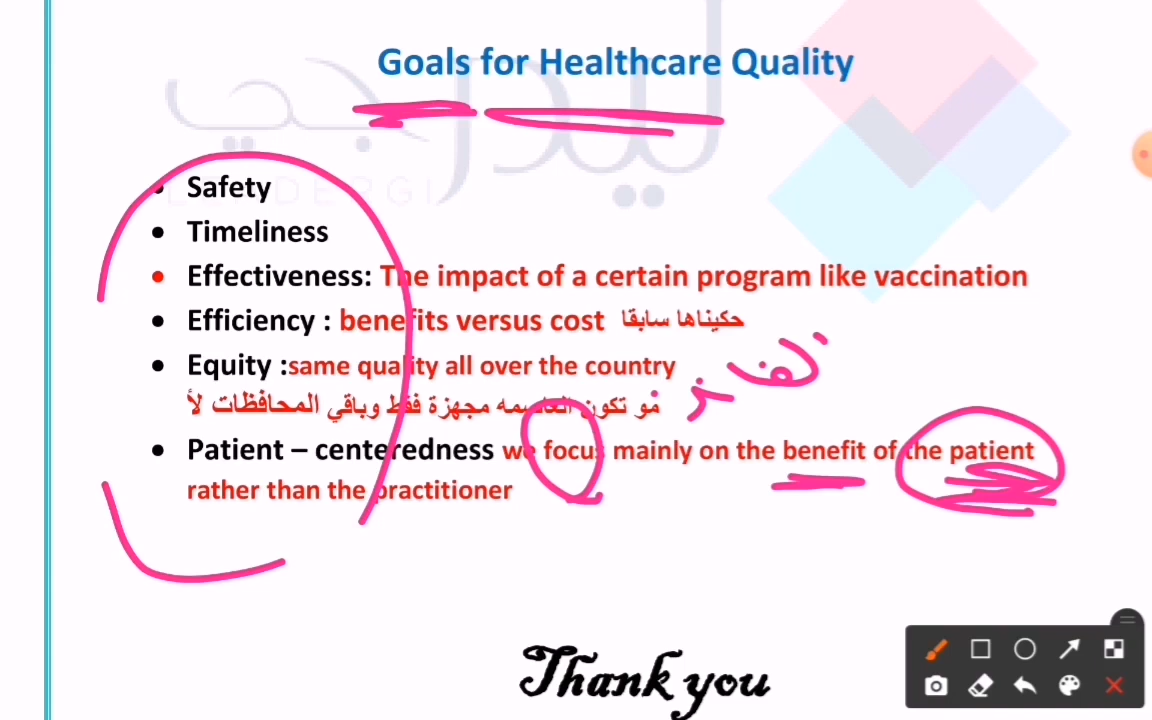 Goals for Healthcare Quality
ليدرجي
LEADERGI
• Safety
• Timeliness
• Effectiveness: The impact of a certain program like vaccination
• Efficiency : benefits versus cost حكيناها سابقا
• Equity :same quality all over the country
مو تكون العاصمه مجهزة فقط وباقي المحافظات لأ
• Patient – centeredness we focus mainly on the benefit of the patient
rather than the practitioner
Thank you